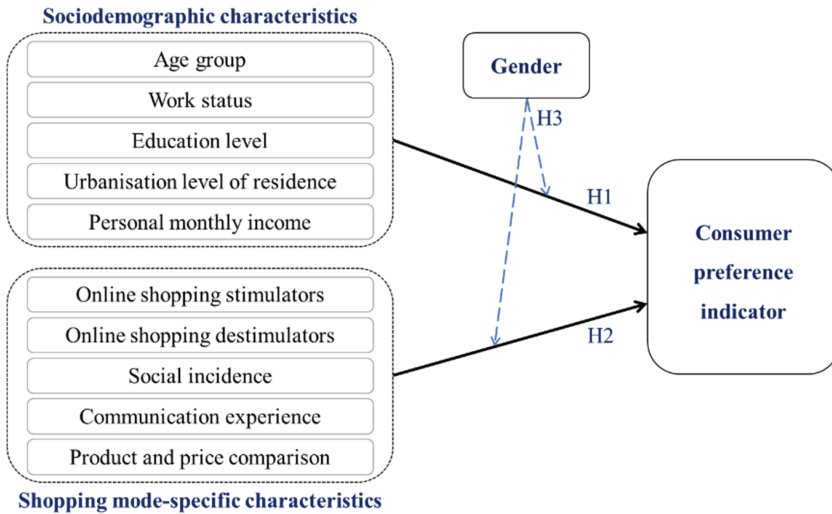 Sociodemographic characteristics
Age group
Work status
Education level
Urbanisation level of residence
Personal monthly income
Online shopping stimulators
Online shopping destimulators
Social incidence
Communication experience
Product and price comparison
Shopping mode-specific characteristics
Gender
H3
H1
H2
Consumer
preference
indicator